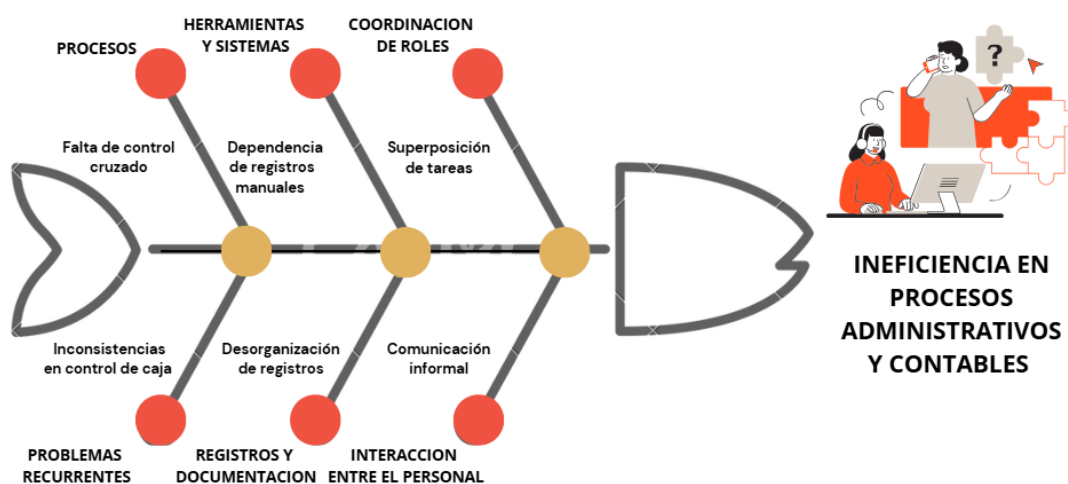 PROCESOS
HERRAMIENTAS
Y SISTEMAS
COORDINACION
DE ROLES
?
Falta de control
cruzado
Dependencia
de registros
manuales
Superposición
de tareas
INEFICIENCIA EN
PROCESOS
ADMINISTRATIVOS
Y CONTABLES
Inconsistencias
en control de caja
Desorganización
de registros
Comunicación
informal
PROBLEMAS
RECURRENTES
REGISTROS Y
DOCUMENTACION
INTERACCION
ENTRE EL PERSONAL